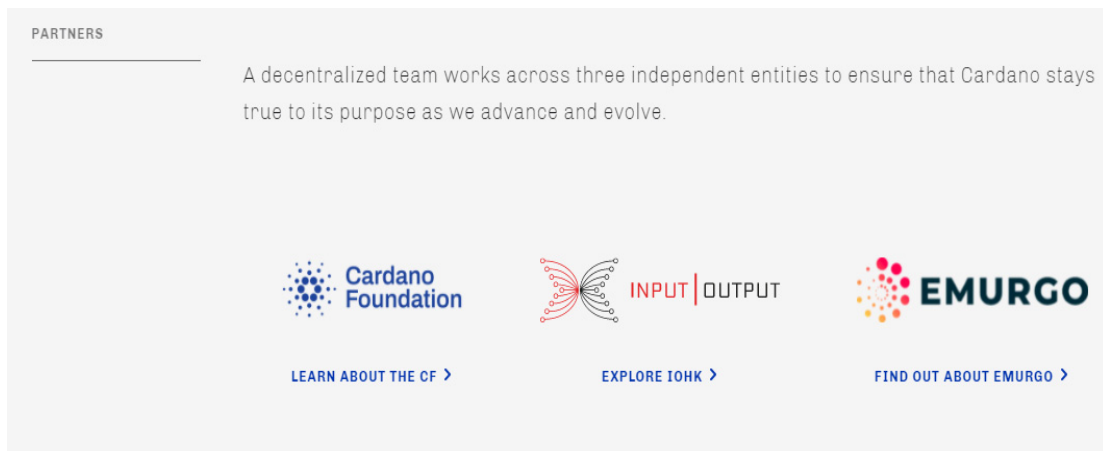 PARTNERS
A decentralized team works across three independent entities to ensure that Cardano stays
true to its purpose as we advance and evolve.
Cardano
Foundation
INPUT | OUTPUT
EMURGO
LEARN ABOUT THE CF >
EXPLORE IOHK >
FIND OUT ABOUT EMURGO >